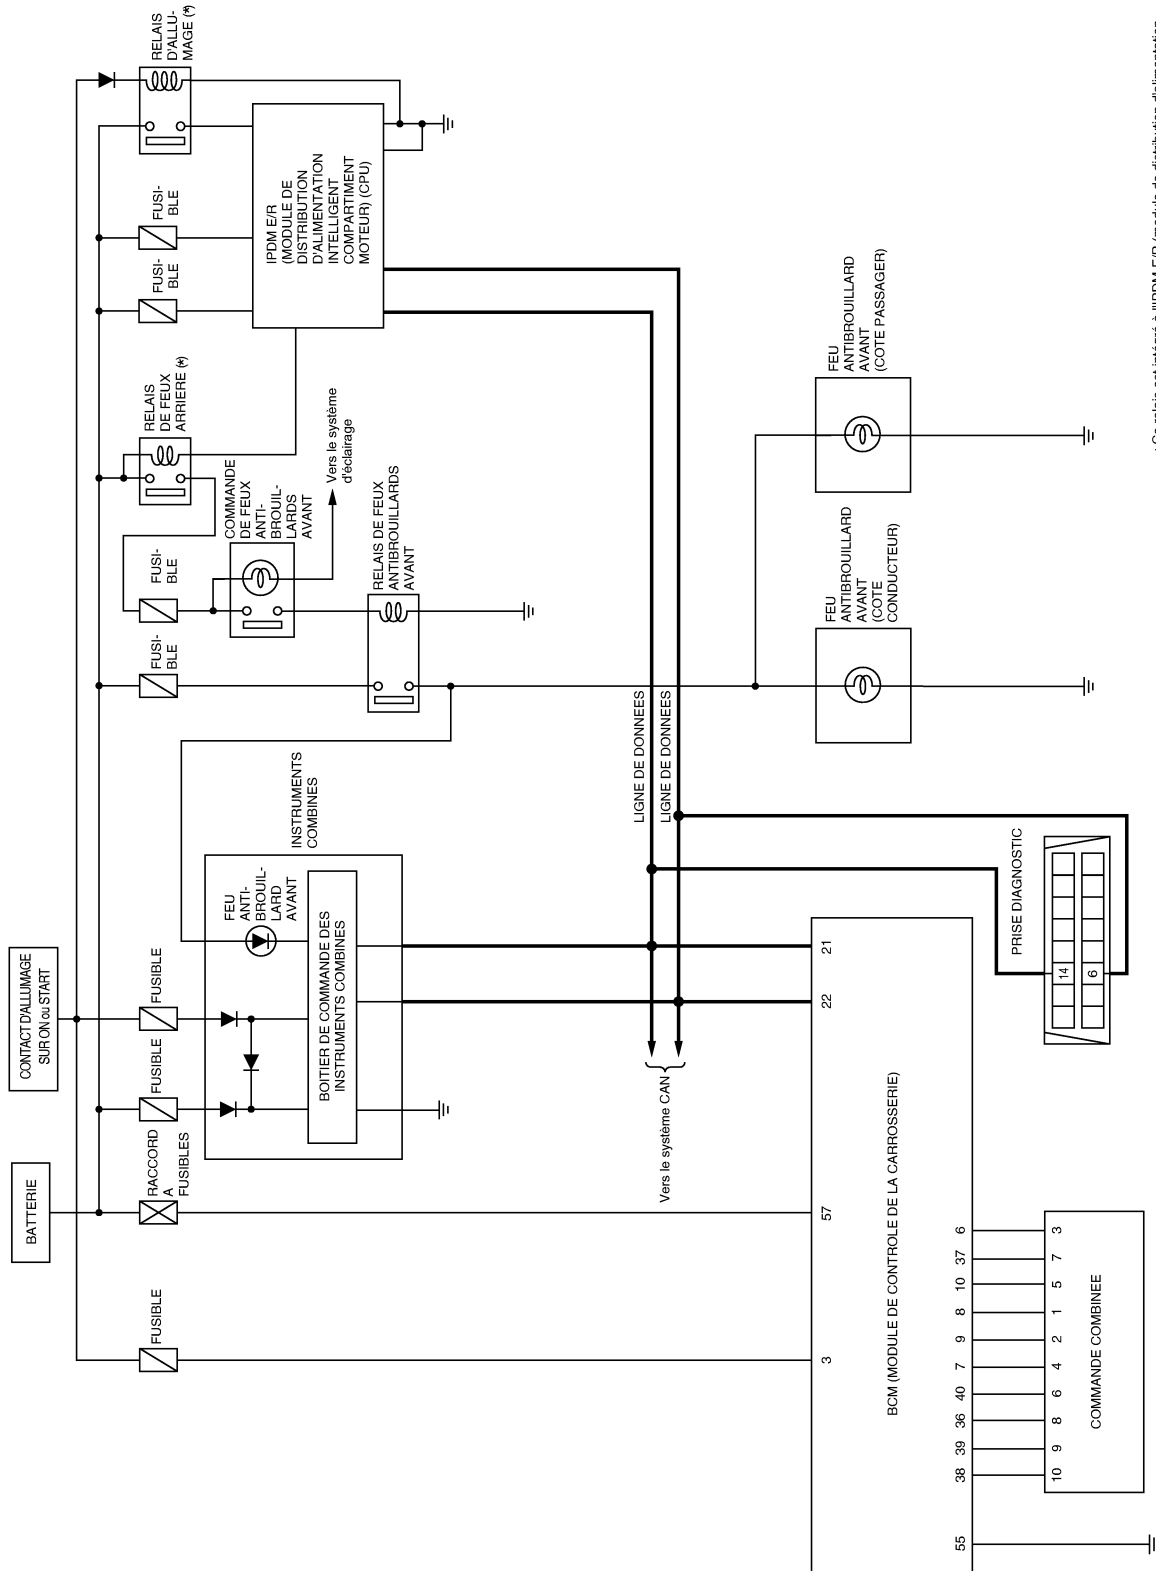 BATTERIE
CONTACT D'ALLUMAGE
SUR ON ou START
FUSIBLE
RACCORD
A
FUSIBLES
FUSIBLE
FUSIBLE
FUSI-
BLE
FUSI-
BLE
RELAIS
DE FEUX
ARRIERE (*)
FUSI-
BLE
FUSI-
BLE
RELAIS
D'ALLU-
MAGE (*)
FEU
ANTI-
BROUIL-
LARD
AVANT
INSTRUMENTS
COMBINES
BOITIER DE COMMANDE DES
INSTRUMENTS COMBINES
COMMANDE
DE FEUX
ANTI-
BROUIL-
LARDS
AVANT
Vers le système
d'éclairage
RELAIS DE FEUX
ANTIBROUILLARDS
AVANT
IPDM E/R
(MODULE DE
DISTRIBUTION
D'ALIMENTATION
INTELLIGENT
COMPARTIMENT
MOTEUR) (CPU)
LIGNE DE DONNEES
LIGNE DE DONNEES
Vers le système CAN
3
57
22
21
BCM (MODULE DE CONTROLE DE LA CARROSSERIE)
55
38
39
36
40
7
9
8
10
37
6
10
9
8
6
4
2
1
5
7
3
COMMANDE COMBINEE
PRISE DIAGNOSTIC
14
6
FEU
ANTIBROUILLARD
AVANT
(COTE
CONDUCTEUR)
FEU
ANTIBROUILLARD
AVANT
(COTE PASSAGER)